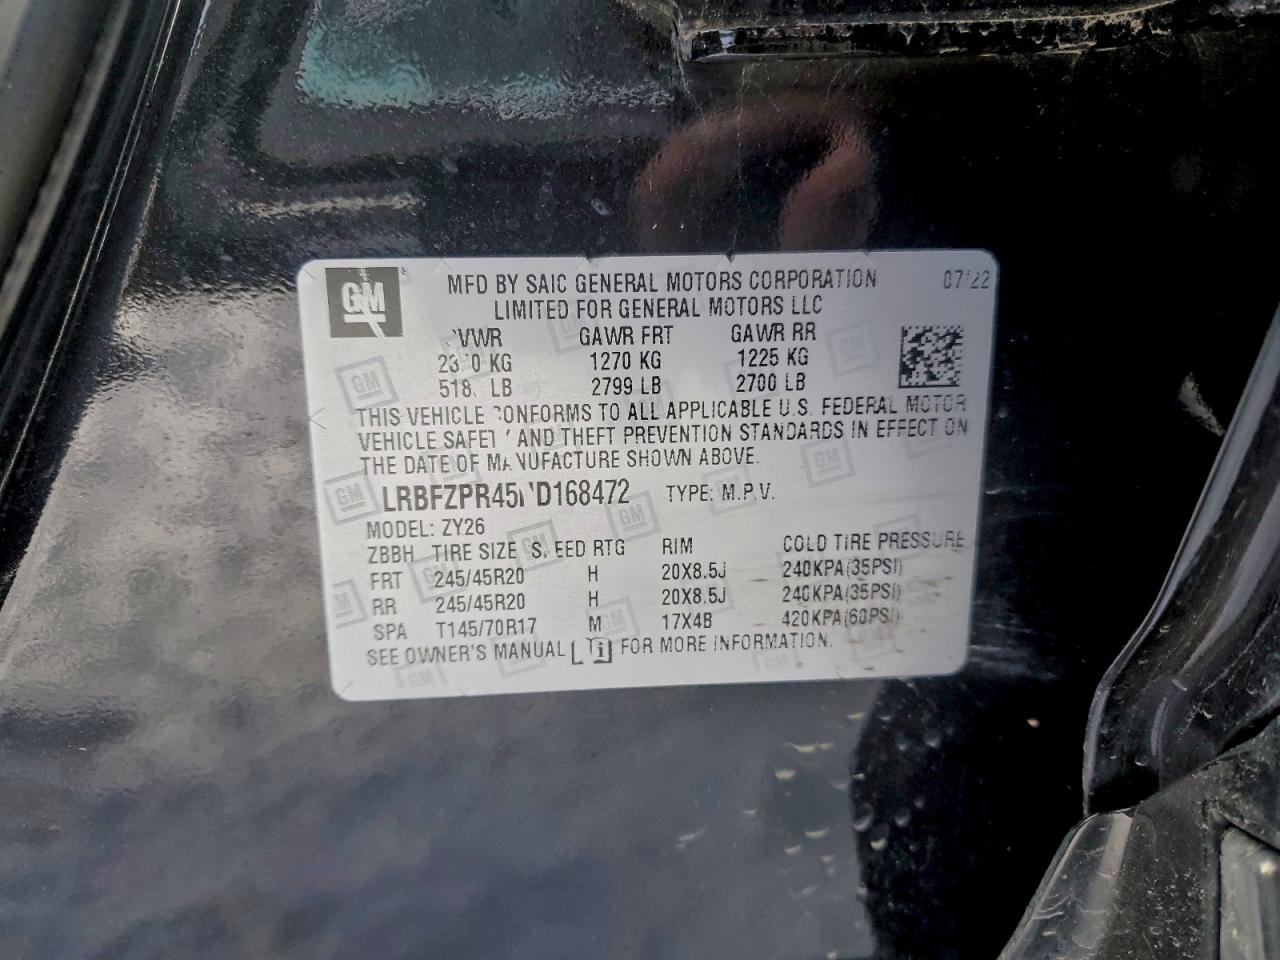 GM
MFD BY SAIC GENERAL MOTORS CORPORATION 07/22
LIMITED FOR GENERAL MOTORS LLC
VWR GAWR FRT GAWR RR
KG 1270 KG 1225 KG
LB 2799 LB 2700 LB
THIS VEHICLE CONFORMS TO ALL APPLICABLE U.S. FEDERAL MOTOR
VEHICLE SAFETY AND THEFT PREVENTION STANDARDS IN EFFECT ON
THE DATE OF MANUFACTURE SHOWN ABOVE.
TYPE: M.P.V.
MODEL: ZY26
ZBBH TIRE SIZE SPEED RTG RIM COLD TIRE PRESSURE
FRT 245/45R20 H 20X8.5J 240KPA(35PSI)
RR 245/45R20 H 20X8.5J 240KPA(35PSI)
SPA T145/70R17 M 17X4B 420KPA(60PSI)
SEE OWNER'S MANUAL FOR MORE INFORMATION.